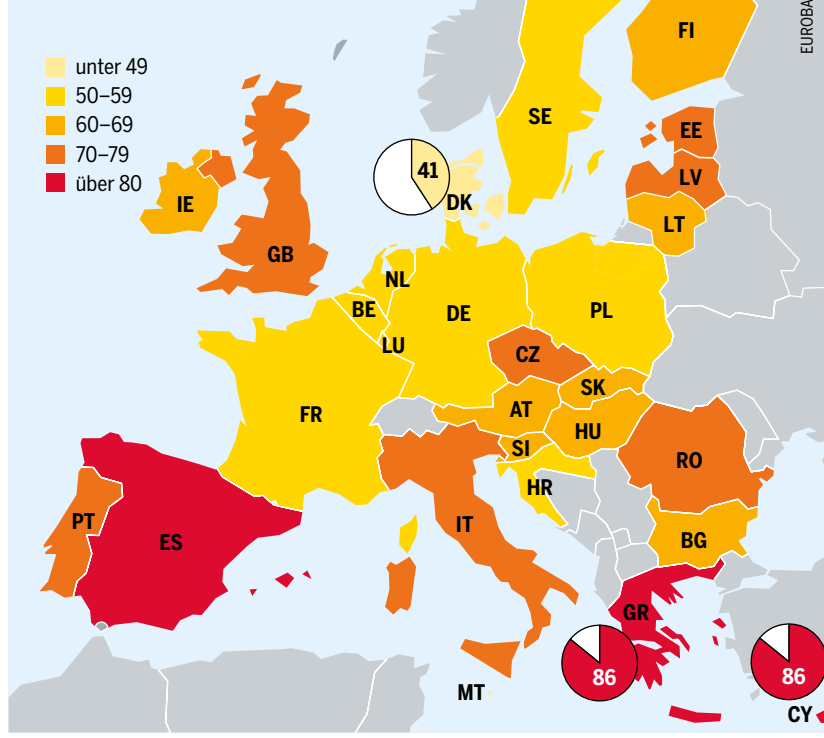 EUROBA
unter 49
50–59
60–69
70–79
über 80
FI
SE
EE
LV
LT
IE
GB
41
DK
NL
BE
LU
DE
PL
CZ
SK
AT
HU
SI
HR
FR
RO
BG
IT
PT
ES
GR
86
86
MT
CY